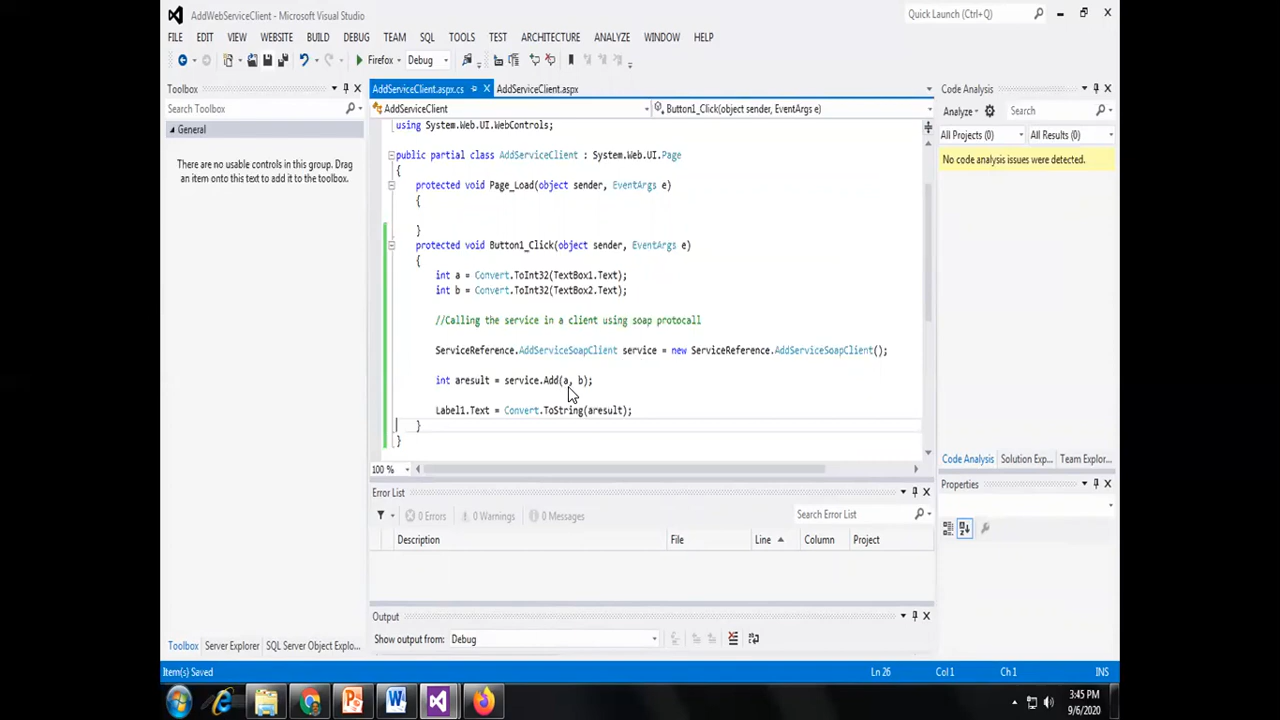 AddWebServiceClient - Microsoft Visual Studio
Quick Launch (Ctrl+Q)
FILE EDIT VIEW WEBSITE BUILD DEBUG TEAM SQL TOOLS TEST ARCHITECTURE ANALYZE WINDOW HELP
Firefox Debug
Toolbox
Search Toolbox
General
There are no usable controls in this group. Drag
an item onto this text to add it to the toolbox.
AddServiceClient.aspx.cs AddServiceClient.aspx
AddServiceClient Button1_Click(object sender, EventArgs e)
using System.Web.UI.WebControls;
public partial class AddServiceClient : System.Web.UI.Page
{
protected void Page_Load(object sender, EventArgs e)
{
}
protected void Button1_Click(object sender, EventArgs e)
{
int a = Convert.ToInt32(TextBox1.Text);
int b = Convert.ToInt32(TextBox2.Text);
//Calling the service in a client using soap protocall
ServiceReference.AddServiceSoapClient service = new ServiceReference.AddServiceSoapClient();
int aresult = service.Add(a, b);
Label1.Text = Convert.ToString(aresult);
}
}
100 %
Error List
0 Errors 0 Warnings 0 Messages Search Error List
Description File Line Column Project
Output
Show output from: Debug
Code Analysis
Analyze Search
All Projects (0) All Results (0)
No code analysis issues were detected.
Code Analysis Solution Exp... Team Explor...
Properties
Toolbox Server Explorer SQL Server Object Explo...
Item(s) Saved Ln 26 Col 1 Ch 1 INS
3:45 PM
9/6/2020